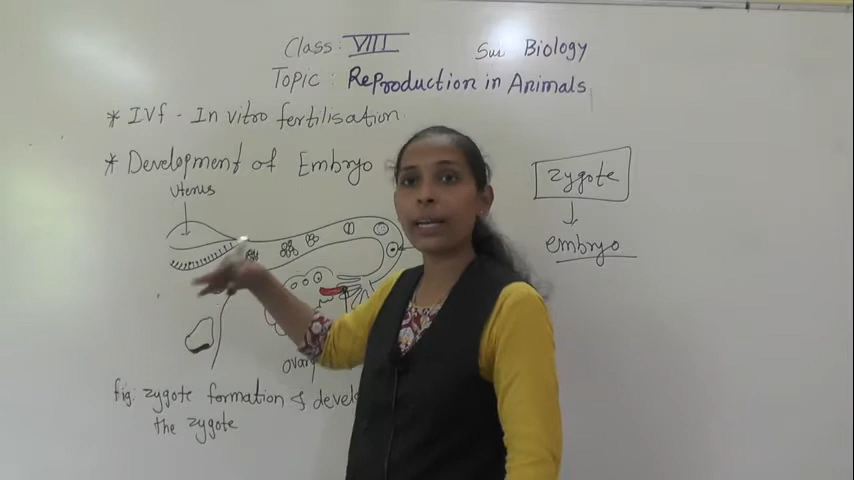 Class: VIII
Sub Biology
Topic: Reproduction in Animals
* IVf - In vitro fertilisation.
* Development of Embryo
Uterus
zygote
embryo
Ovar
fig: zygote formation & devel
the zygote